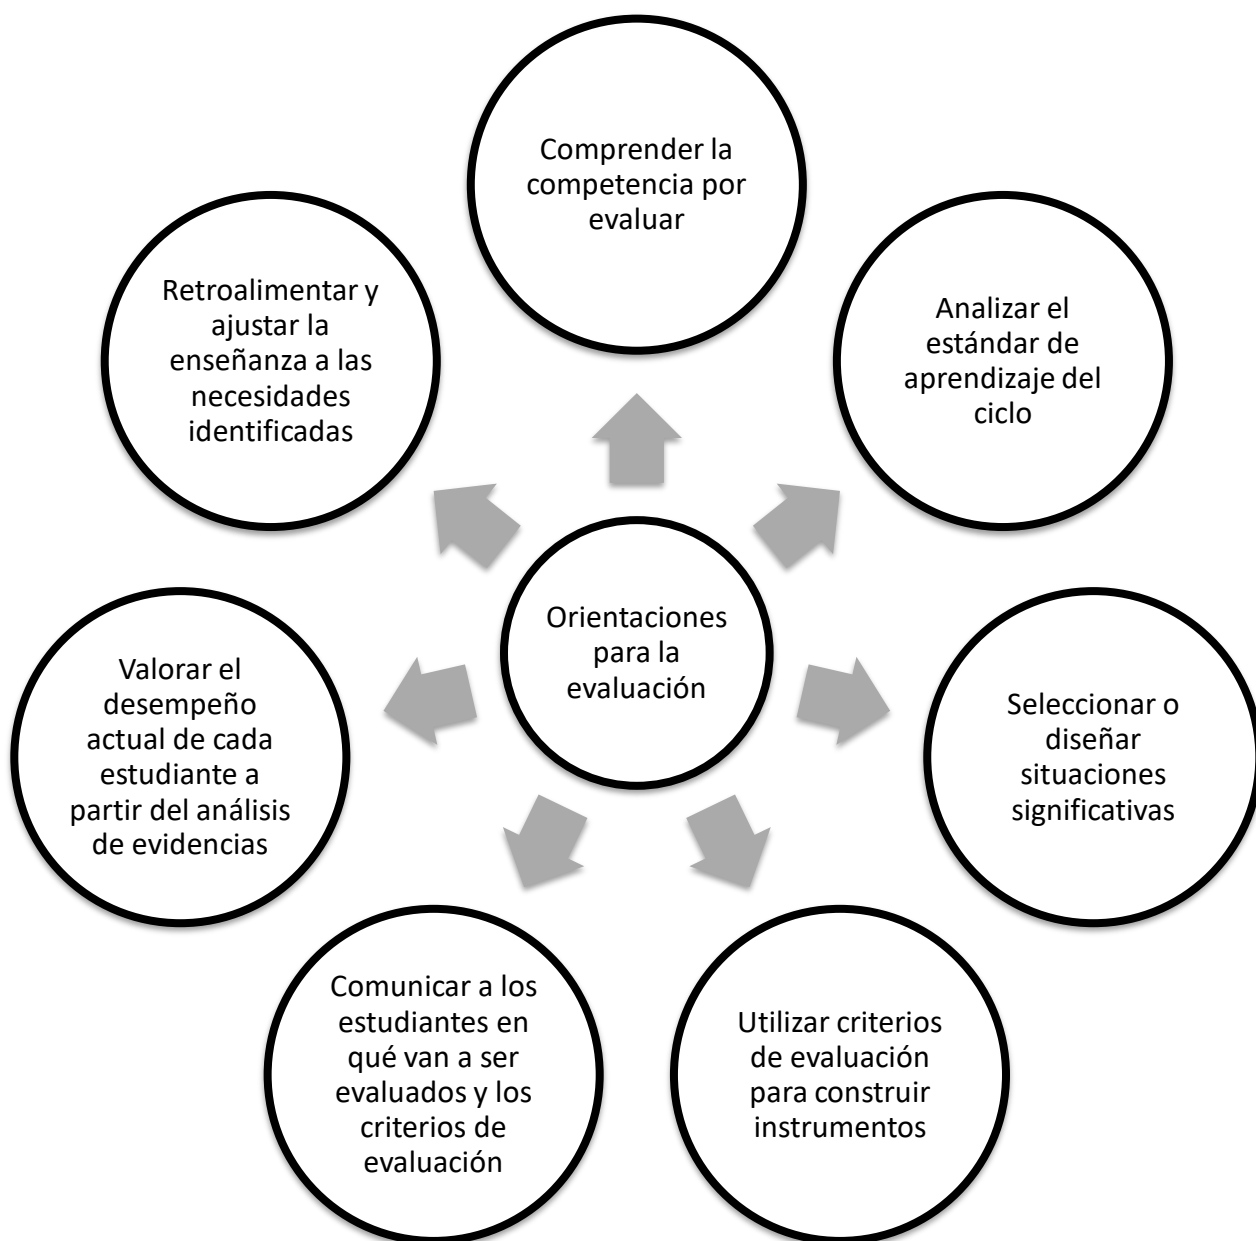 Comprender la
competencia por
evaluar
Analizar el
estándar de
aprendizaje del
ciclo
Seleccionar o
diseñar
situaciones
significativas
Utilizar criterios
de evaluación
para construir
instrumentos
Comunicar a los
estudiantes en
qué van a ser
evaluados y los
criterios de
evaluación
Valorar el
desempeño
actual de cada
estudiante a
partir del análisis
de evidencias
Retroalimentar y
ajustar la
enseñanza a las
necesidades
identificadas
Orientaciones
para la
evaluación